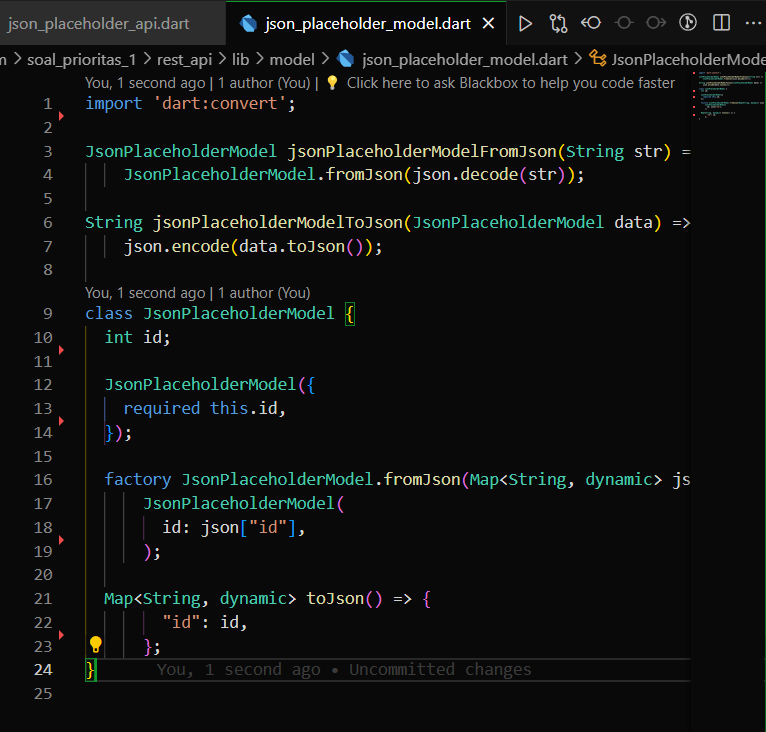 json_placeholder_api.dart
json_placeholder_model.dart
m > soal_prioritas_1 > rest_api > lib > model > json_placeholder_model.dart > JsonPlaceholderMode
You, 1 second ago | 1 author (You) | Click here to ask Blackbox to help you code faster
1 import 'dart:convert';
2
3 JsonPlaceholderModel jsonPlaceholderModelFromJson(String str) =
4 JsonPlaceholderModel.fromJson(json.decode(str));
5
6 String jsonPlaceholderModelToJson(JsonPlaceholderModel data) =>
7 json.encode(data.toJson());
8
You, 1 second ago | 1 author (You)
9 class JsonPlaceholderModel {
10 int id;
11
12 JsonPlaceholderModel({
13 required this.id,
14 });
15
16 factory JsonPlaceholderModel.fromJson(Map<String, dynamic> js
17 JsonPlaceholderModel(
18 id: json["id"],
19 );
20
21 Map<String, dynamic> toJson() => {
22 "id": id,
23 };
24 } You, 1 second ago • Uncommitted changes
25